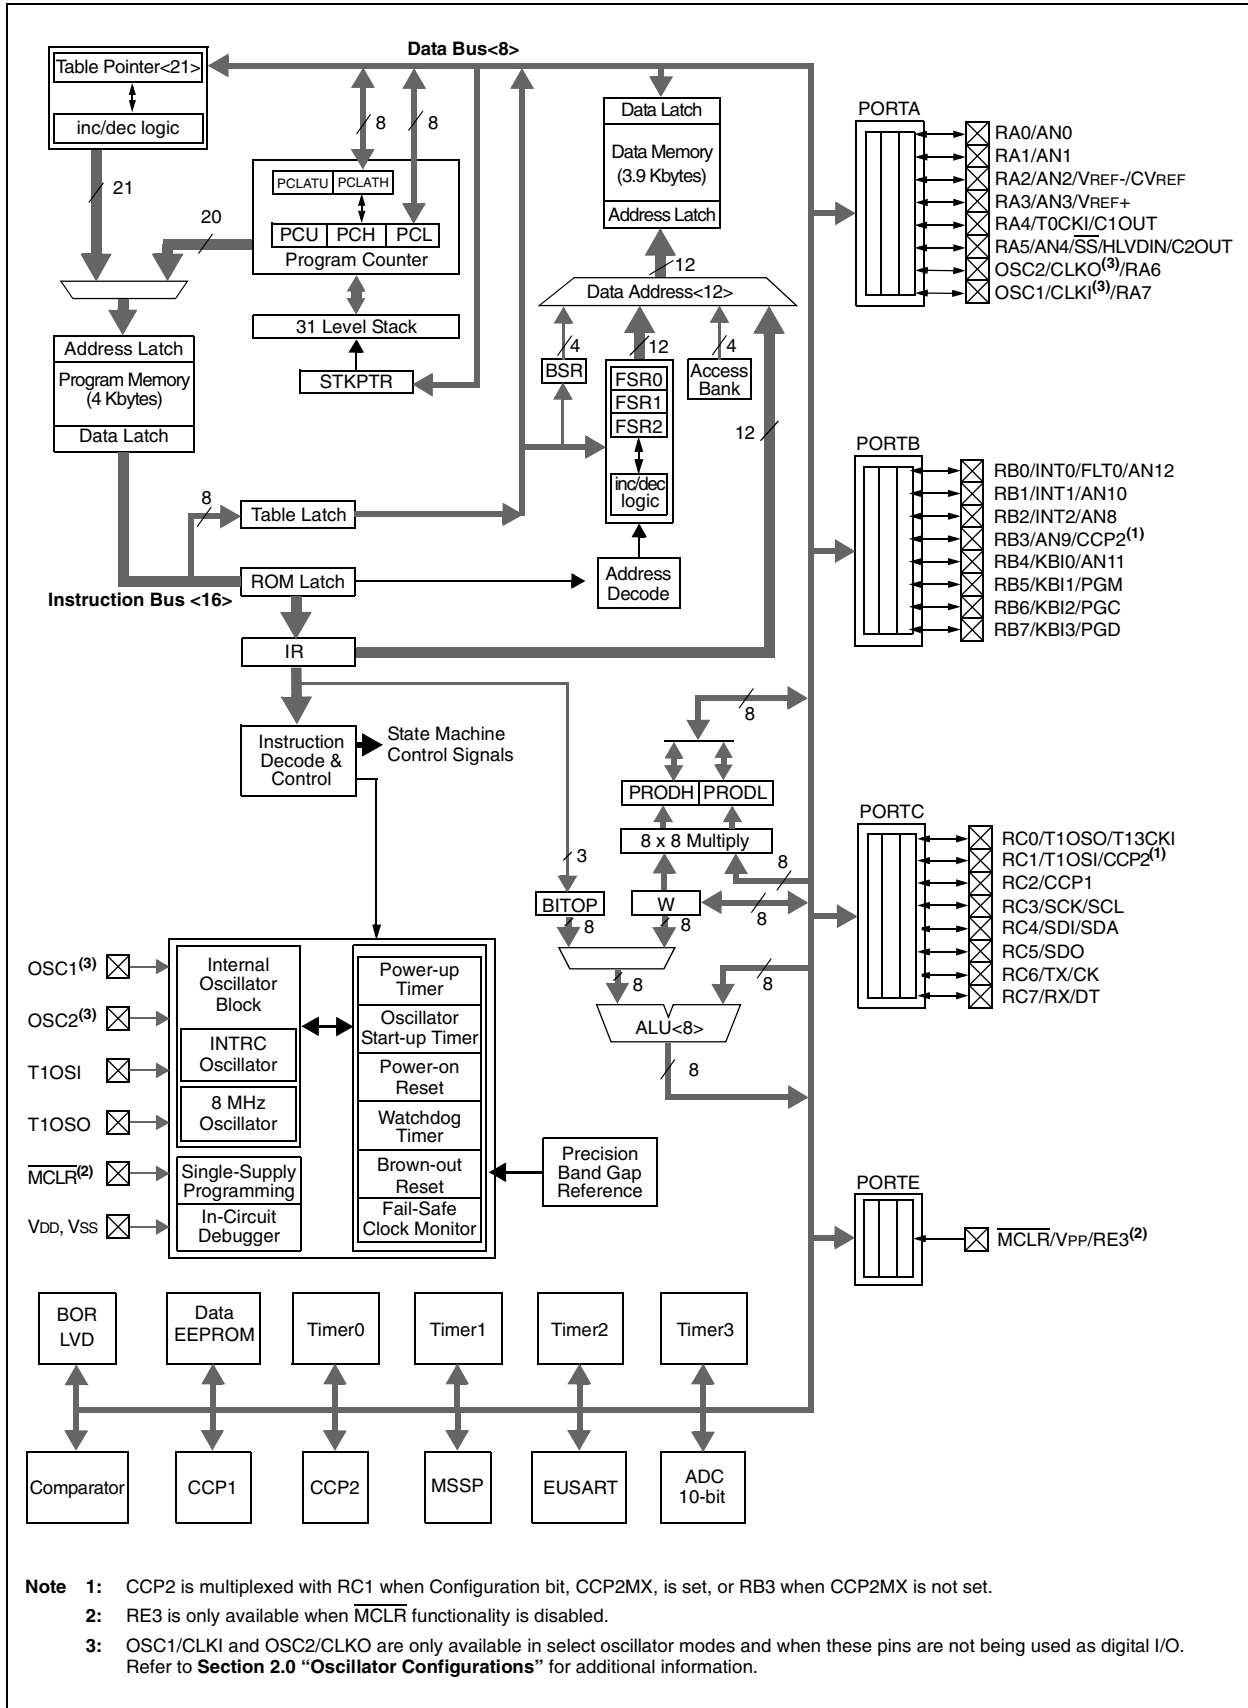 Data Bus<8>
Table Pointer<21>
inc/dec logic
21
20
8
8
PCLATU PCLATH
PCU PCH PCL
Program Counter
31 Level Stack
STKPTR
Address Latch
Program Memory
(4 Kbytes)
Data Latch
Data Latch
Data Memory
(3.9 Kbytes)
Address Latch
12
Data Address<12>
4
12
4
BSR
FSR0
FSR1
FSR2
inc/dec
logic
Access
Bank
12
8
Table Latch
ROM Latch
Instruction Bus <16>
Address
Decode
IR
Instruction
Decode &
Control
State Machine
Control Signals
8
PRODH PRODL
8 x 8 Multiply
3
8
BITOP
W
8
8
8
8
8
ALU<8>
8
OSC1(3)
OSC2(3)
T1OSI
T1OSO
MCLR(2)
VDD, VSS
Internal
Oscillator
Block
INTRC
Oscillator
8 MHz
Oscillator
Single-Supply
Programming
In-Circuit
Debugger
Power-up
Timer
Oscillator
Start-up Timer
Power-on
Reset
Watchdog
Timer
Brown-out
Reset
Fail-Safe
Clock Monitor
Precision
Band Gap
Reference
PORTA
RA0/AN0
RA1/AN1
RA2/AN2/VREF-/CVREF
RA3/AN3/VREF+
RA4/T0CKI/C1OUT
RA5/AN4/SS/HLVDIN/C2OUT
OSC2/CLKO(3)/RA6
OSC1/CLKI(3)/RA7
PORTB
RB0/INT0/FLT0/AN12
RB1/INT1/AN10
RB2/INT2/AN8
RB3/AN9/CCP2(1)
RB4/KBI0/AN11
RB5/KBI1/PGM
RB6/KBI2/PGC
RB7/KBI3/PGD
PORTC
RC0/T1OSO/T13CKI
RC1/T1OSI/CCP2(1)
RC2/CCP1
RC3/SCK/SCL
RC4/SDI/SDA
RC5/SDO
RC6/TX/CK
RC7/RX/DT
PORTE
MCLR/VPP/RE3(2)
BOR
LVD
Data
EEPROM
Timer0
Timer1
Timer2
Timer3
Comparator
CCP1
CCP2
MSSP
EUSART
ADC
10-bit
Note 1: CCP2 is multiplexed with RC1 when Configuration bit, CCP2MX, is set, or RB3 when CCP2MX is not set.
2: RE3 is only available when MCLR functionality is disabled.
3: OSC1/CLKI and OSC2/CLKO are only available in select oscillator modes and when these pins are not being used as digital I/O.
Refer to Section 2.0 “Oscillator Configurations” for additional information.